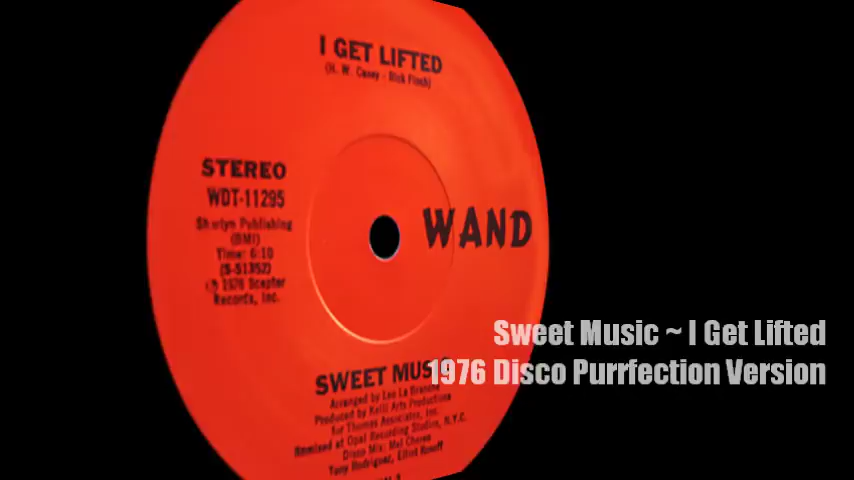 I GET LIFTED
(H. W. Casey - Rick Finch)
STEREO
WDT-11295
Sherlyn Publishing
(BMI)
Time: 6:10
(S-51352)
℗ 1976 Scepter
Records, Inc.
WAND
SWEET MUSIC
Arranged by Leo La Branche
Produced by Kelli Arts Productions
for Thomas Associates, Inc.
Remixed at Opal Recording Studios, N.Y.C.
Disco Mix: Mel Cheren
Tony Rodriguez, Elliot Rosoff
Sweet Music ~ I Get Lifted
1976 Disco Purrfection Version